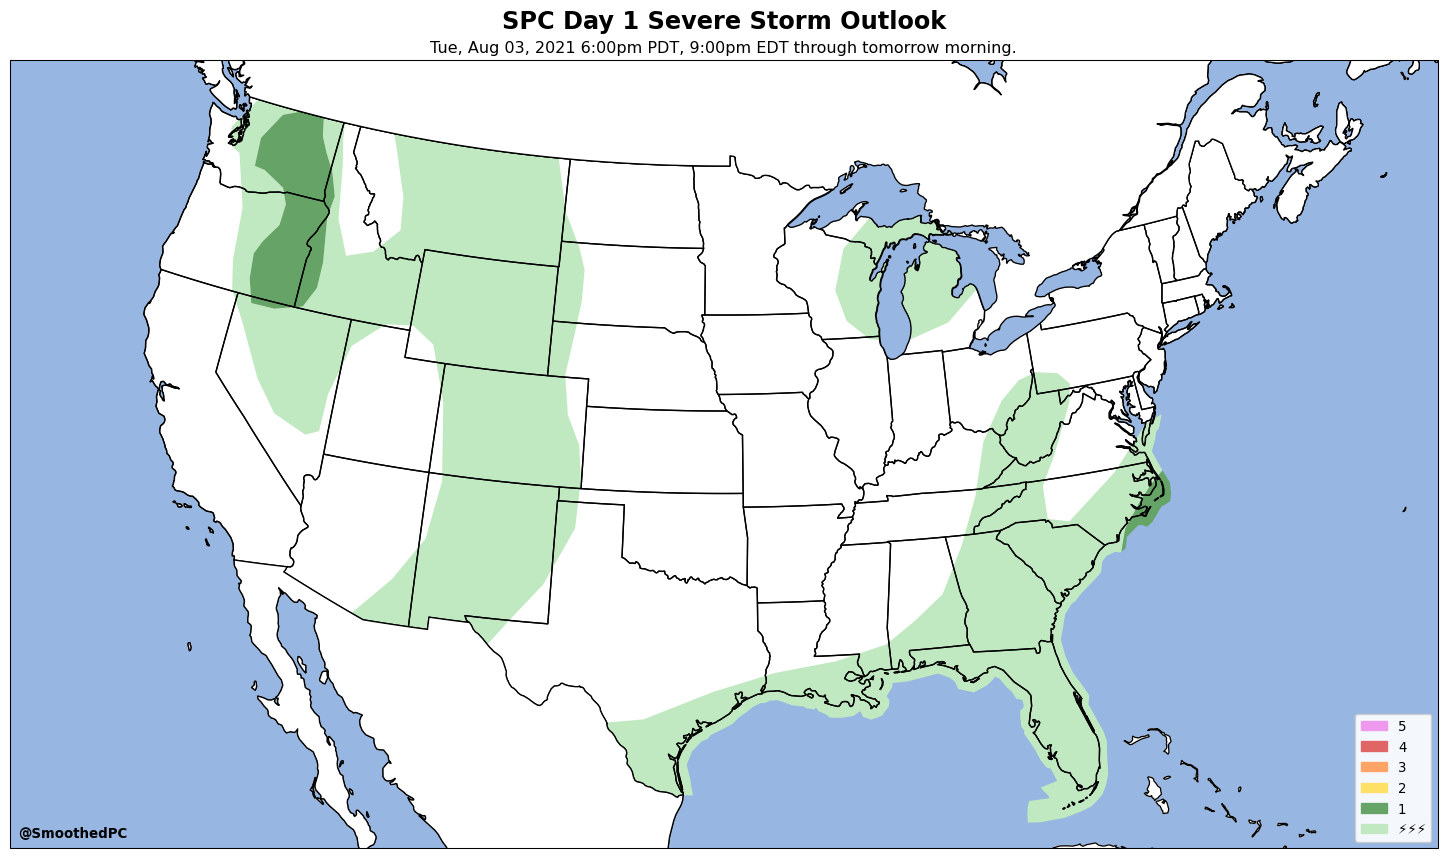 SPC Day 1 Severe Storm Outlook
Tue, Aug 03, 2021 6:00pm PDT, 9:00pm EDT through tomorrow morning.
5
4
3
2
1
⚡⚡⚡
@SmoothedPC